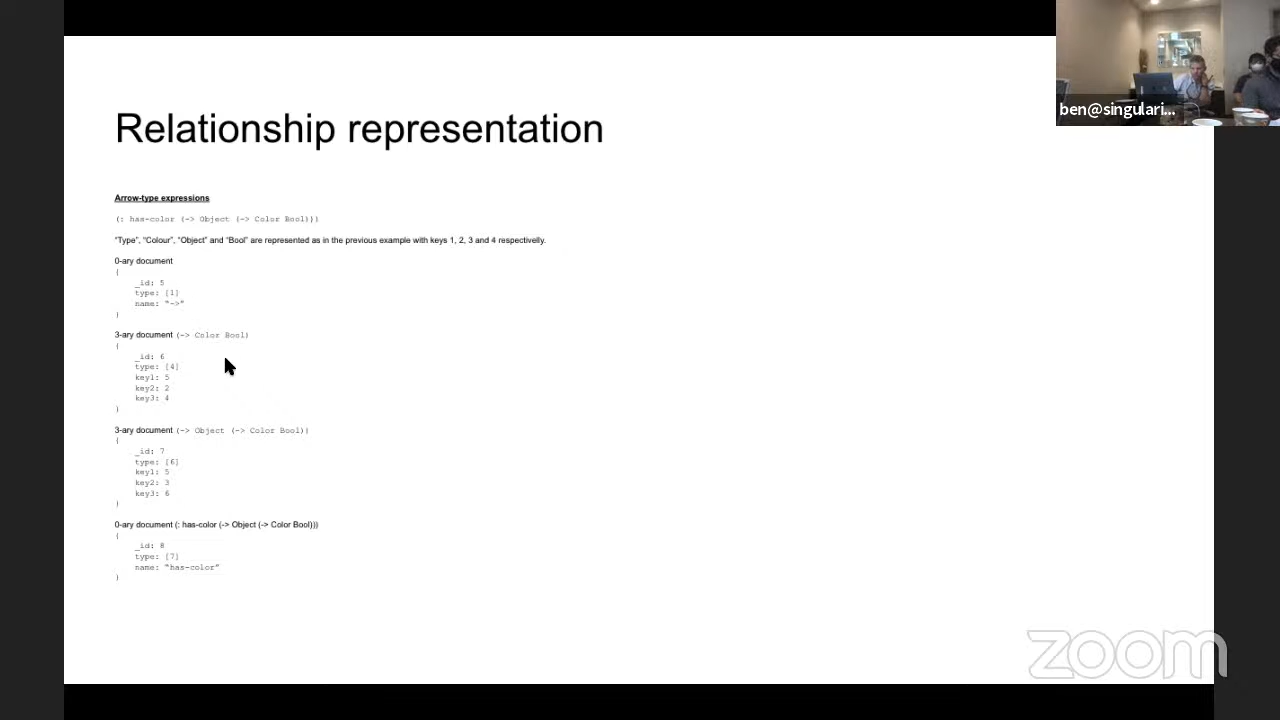 Relationship representation
ben@singulari...
Arrow-type expressions
(: has-color (-> Object (-> Color Bool)))
"Type", "Colour", "Object" and "Bool" are represented as in the previous example with keys 1, 2, 3 and 4 respectivelly.
0-ary document
{
_id: 5
type: [1]
name: "->"
}
3-ary document (-> Color Bool)
{
_id: 6
type: [4]
key1: 5
key2: 2
key3: 4
}
3-ary document (-> Object (-> Color Bool))
{
_id: 7
type: [6]
key1: 5
key2: 3
key3: 6
}
0-ary document (: has-color (-> Object (-> Color Bool)))
{
_id: 8
type: [7]
name: "has-color"
}
zoom